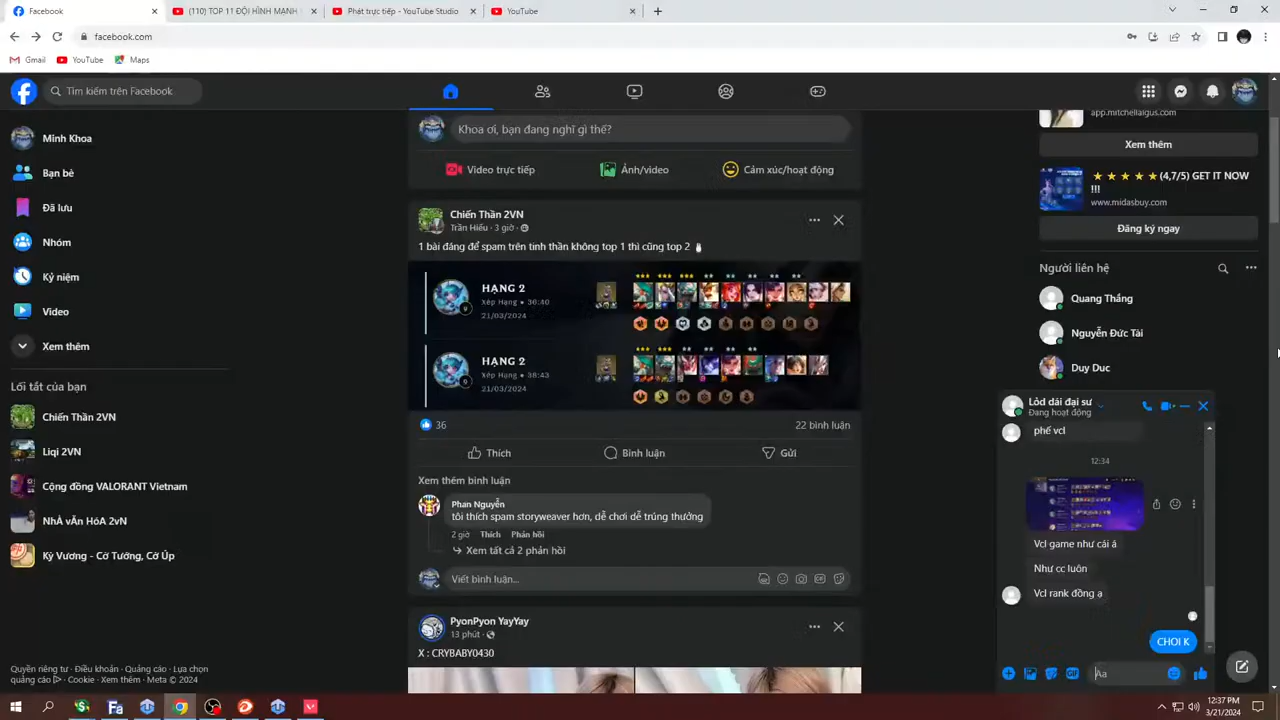 Facebook
(110) TOP 11 ĐỘI HÌNH MẠNH
Phát trực tiếp - YouTube Studio
YouTube
facebook.com
Gmail
YouTube
Maps
Tìm kiếm trên Facebook
Minh Khoa
Bạn bè
Đã lưu
Nhóm
Kỷ niệm
Video
Xem thêm
Lối tắt của bạn
Chiến Thần 2VN
Liqi 2VN
Cộng đồng VALORANT Vietnam
NhÀ vĂn HóA 2vN
Kỳ Vương - Cờ Tướng, Cờ Úp
Quyền riêng tư · Điều khoản · Quảng cáo · Lựa chọn
quảng cáo · Cookie · Xem thêm · Meta © 2024
Khoa ơi, bạn đang nghĩ gì thế?
Video trực tiếp
Ảnh/video
Cảm xúc/hoạt động
Chiến Thần 2VN
Trần Hiếu · 3 giờ ·
1 bài đăng để spam trên tinh thần không top 1 thì cũng top 2
HẠNG 2
Xếp Hạng • 36:40
21/03/2024
HẠNG 2
Xếp Hạng • 38:43
21/03/2024
36
22 bình luận
Thích
Bình luận
Gửi
Xem thêm bình luận
Phan Nguyễn
tôi thích spam storyweaver hơn, dễ chơi dễ trúng thưởng
2 giờ Thích Phản hồi
Xem tất cả 2 phản hồi
Viết bình luận...
PyonPyon YayYay
13 phút ·
X : CRYBABY0430
app.mitchellaigus.com
Xem thêm
(4,7/5) GET IT NOW
!!!
www.midasbuy.com
Đăng ký ngay
Người liên hệ
Quang Thắng
Nguyễn Đức Tài
Duy Duc
Lôd dái đại sư
Đang hoạt động
phế vcl
12:34
Vcl game như cái á
Như cc luôn
Vcl rank đồng ạ
CHOI K
Aa
12:37 PM
3/21/2024